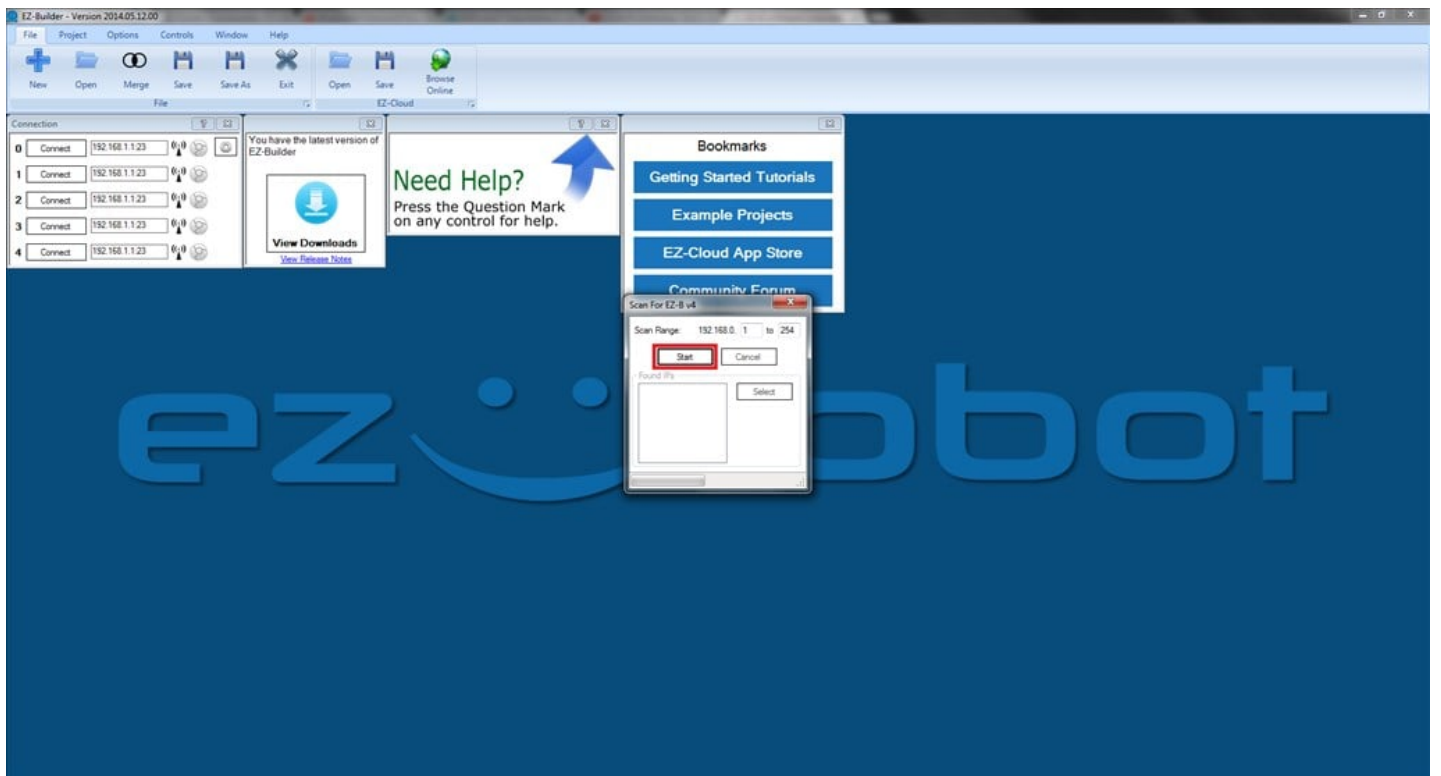 EZ-Builder - Version 2014.05.12.00
File Project Options Controls Window Help
New Open Merge Save Save As Exit Open Save Browse Online
File EZ-Cloud
Connection
0 Connect 192.168.1.1:23
1 Connect 192.168.1.1:23
2 Connect 192.168.1.1:23
3 Connect 192.168.1.1:23
4 Connect 192.168.1.1:23
You have the latest version of
EZ-Builder
View Downloads
View Release Notes
Need Help?
Press the Question Mark
on any control for help.
Bookmarks
Getting Started Tutorials
Example Projects
EZ-Cloud App Store
Community Forum
Scan For EZ-B v4
Scan Range: 192.168.0. 1 to 254
Start Cancel
Found IPs
Select
ez obot